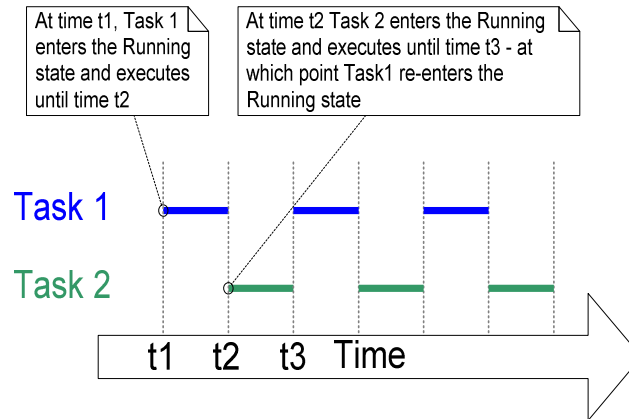 At time t1, Task 1
enters the Running
state and executes
until time t2
At time t2 Task 2 enters the Running
state and executes until time t3 - at
which point Task1 re-enters the
Running state
Task 1
Task 2
t1 t2 t3 Time